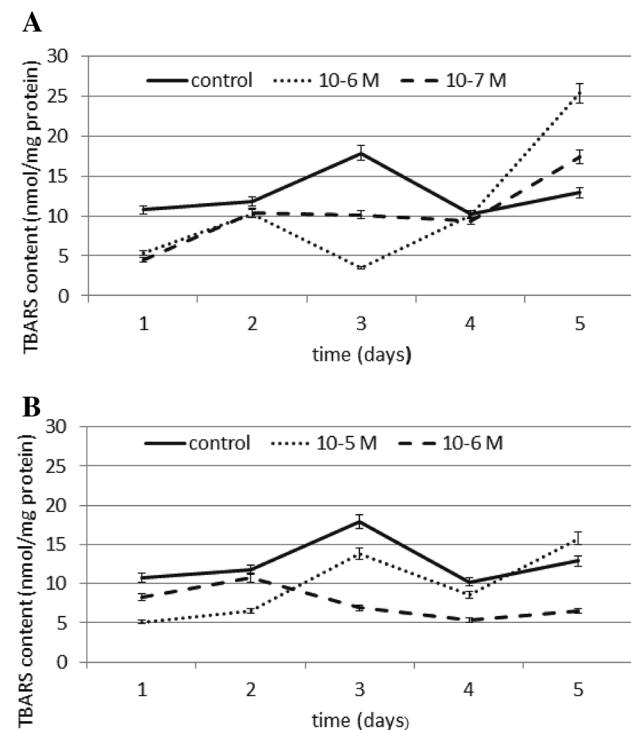 A
30
25
20
15
10
5
0
TBARS content (nmol/mg protein)
control 10-6 M 10-7 M
1 2 3 4 5
time (days)
B
30
25
20
15
10
5
0
TBARS content (nmol/mg protein)
control 10-5 M 10-6 M
1 2 3 4 5
time (days)